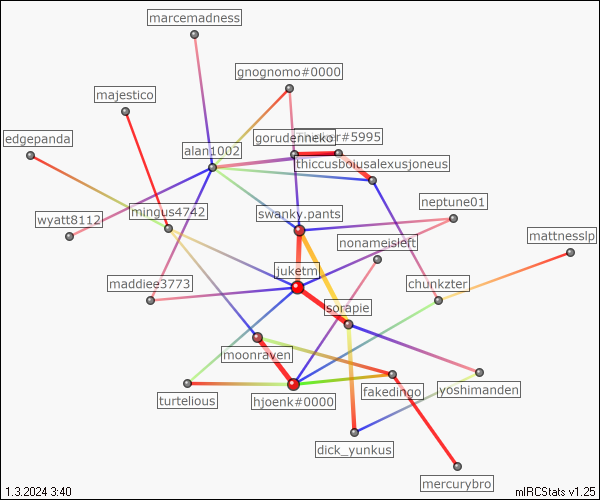 marcemadness
gnognomo#0000
majestico
edgepanda
gorudenneko
#5995
alan1002
thiccusboiusalexusjoneus
neptune01
mingus4742
swanky.pants
wyatt8112
nonameisleft
mattnesslp
juketm
maddiee3773
chunkzter
sorapie
moonraven
turtelious
hjoenk#0000
fakedingo
yoshimanden
dick_yunkus
mercurybro
1.3.2024 3:40
mIRCStats v1.25